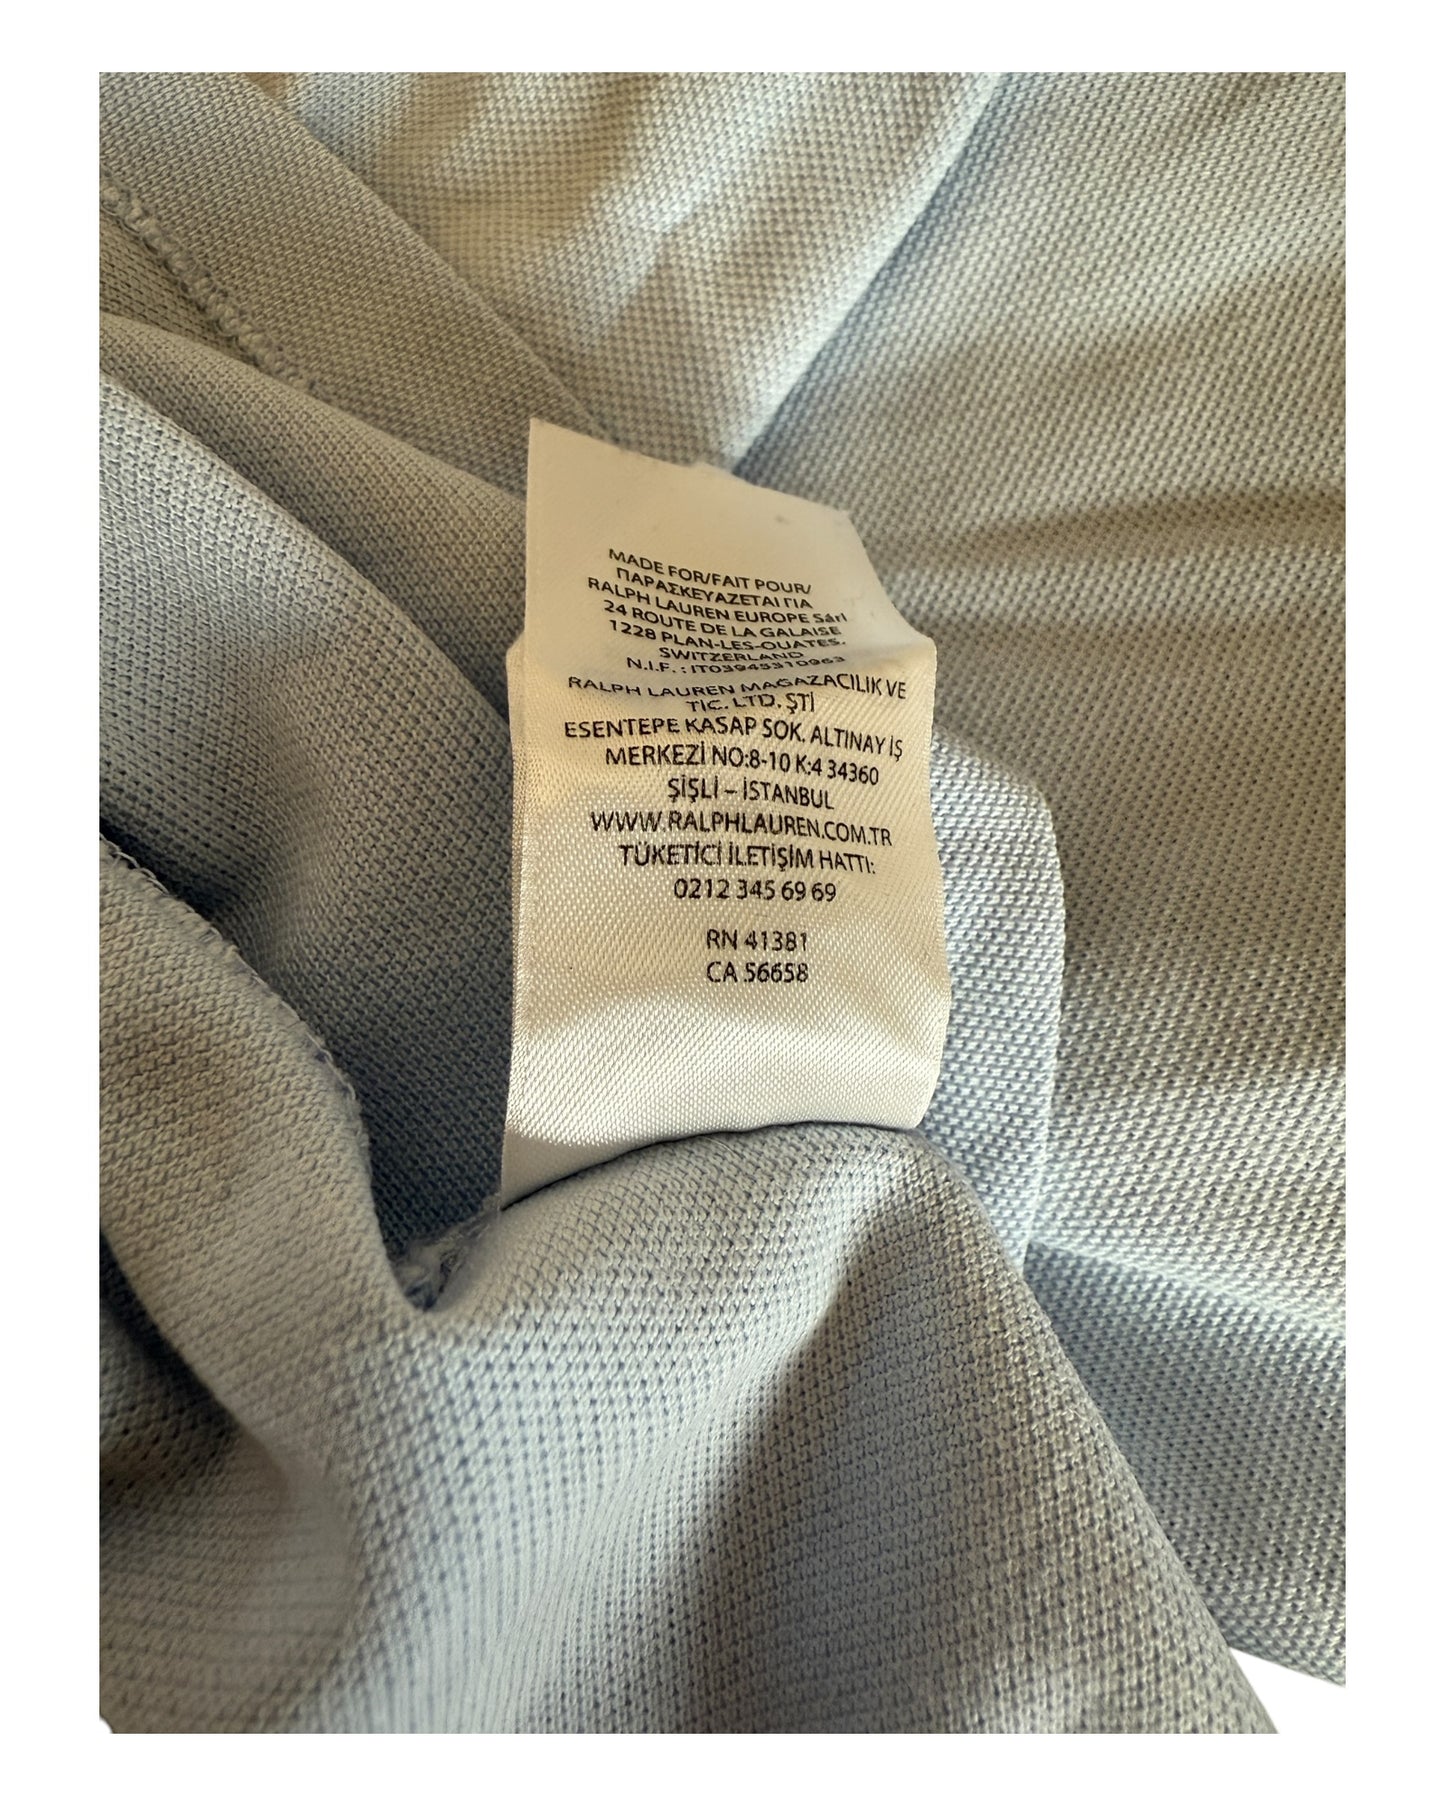 MADE FOR/FAIT POUR/
ΠΑΡΑΣΚΕΥΑΖΕΤΑΙ ΓΙΑ
RALPH LAUREN EUROPE Sárl
24 ROUTE DE LA GALAISE
1228 PLAN-LES-OUATES,
SWITZERLAND
N.I.F. : IT03945310963
RALPH LAUREN MAGAZACILIK VE
TIC. LTD. ŞTİ
ESENTEPE KASAP SOK. ALTINAY İŞ
MERKEZİ NO:8-10 K:4 34360
ŞİŞLİ – İSTANBUL
WWW.RALPHLAUREN.COM.TR
TÜKETİCİ İLETİŞİM HATTI:
0212 345 69 69
RN 41381
CA 56658